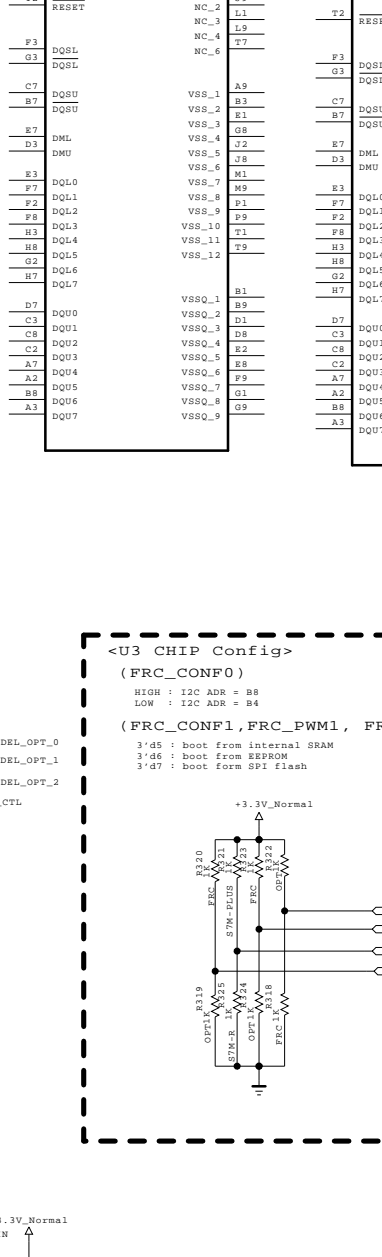 RESET
NC_2
NC_3 L1
NC_4 L9
NC_6 T7
F3 DQSL
G3 DQSL
C7 DQSU
B7 DQSU
E7 DML
D3 DMU
E3 DQL0
F7 DQL1
F2 DQL2
F8 DQL3
H3 DQL4
H8 DQL5
G2 DQL6
H7 DQL7
D7 DQU0
C3 DQU1
C8 DQU2
C2 DQU3
A7 DQU4
A2 DQU5
B8 DQU6
A3 DQU7
VSS_1 A9
VSS_2 B3
VSS_3 E1
VSS_4 G8
VSS_5 J2
VSS_6 J8
VSS_7 M1
VSS_8 M9
VSS_9 P1
VSS_10 P9
VSS_11 T1
VSS_12 T9
VSSQ_1 B1
VSSQ_2 B9
VSSQ_3 D1
VSSQ_4 D8
VSSQ_5 E2
VSSQ_6 E8
VSSQ_7 F9
VSSQ_8 G1
VSSQ_9 G9
T2 RESE
F3 DQSL
G3 DQSL
C7 DQSU
B7 DQSU
E7 DML
D3 DMU
E3 DQL0
F7 DQL1
F2 DQL2
F8 DQL3
H3 DQL4
H8 DQL5
G2 DQL6
H7 DQL7
D7 DQU0
C3 DQU1
C8 DQU2
C2 DQU3
A7 DQU4
A2 DQU5
B8 DQU6
A3 DQU7
<U3 CHIP Config>
(FRC_CONF0)
HIGH : I2C ADR = B8
LOW : I2C ADR = B4
(FRC_CONF1,FRC_PWM1, FR
3'd5 : boot from internal SRAM
3'd6 : boot from EEPROM
3'd7 : boot form SPI flash
DEL_OPT_0
DEL_OPT_1
DEL_OPT_2
_CTL
+3.3V_Normal
R320 1K FRC
R321 1K S7M-PLUS
R323 1K FRC
R322 1K OPT
R319 1K OPT
R325 1K S7M-R
R324 1K OPT
R318 1K FRC
3.3V_Normal